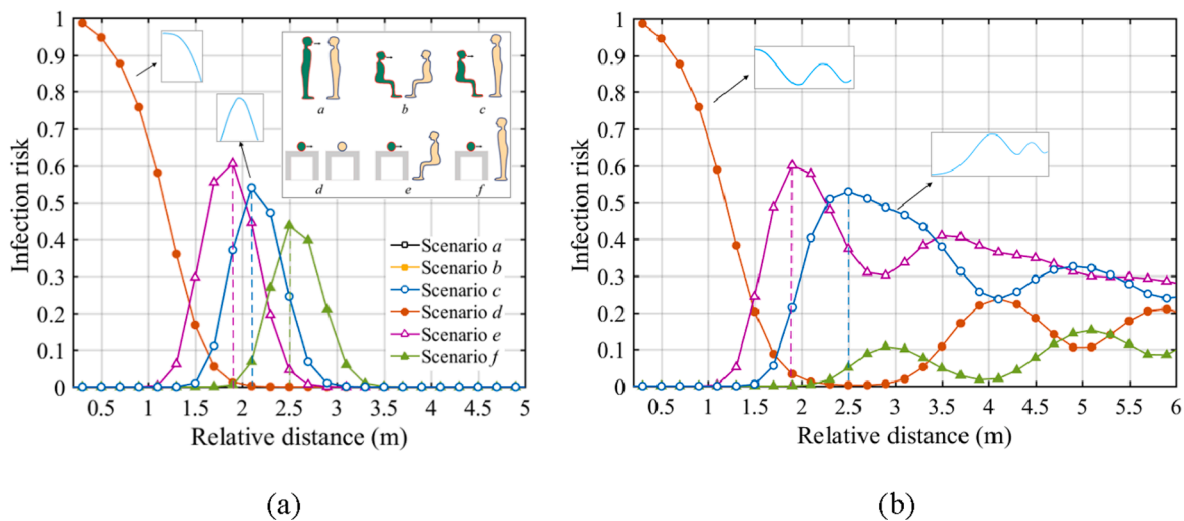 Infection risk
1
0.9
0.8
0.7
0.6
0.5
0.4
0.3
0.2
0.1
0
a
b
c
d
e
f
Scenario a
Scenario b
Scenario c
Scenario d
Scenario e
Scenario f
0.5 1 1.5 2 2.5 3 3.5 4 4.5 5
Relative distance (m)
(a)
Infection risk
1
0.9
0.8
0.7
0.6
0.5
0.4
0.3
0.2
0.1
0
0.5 1 1.5 2 2.5 3 3.5 4 4.5 5 5.5 6
Relative distance (m)
(b)